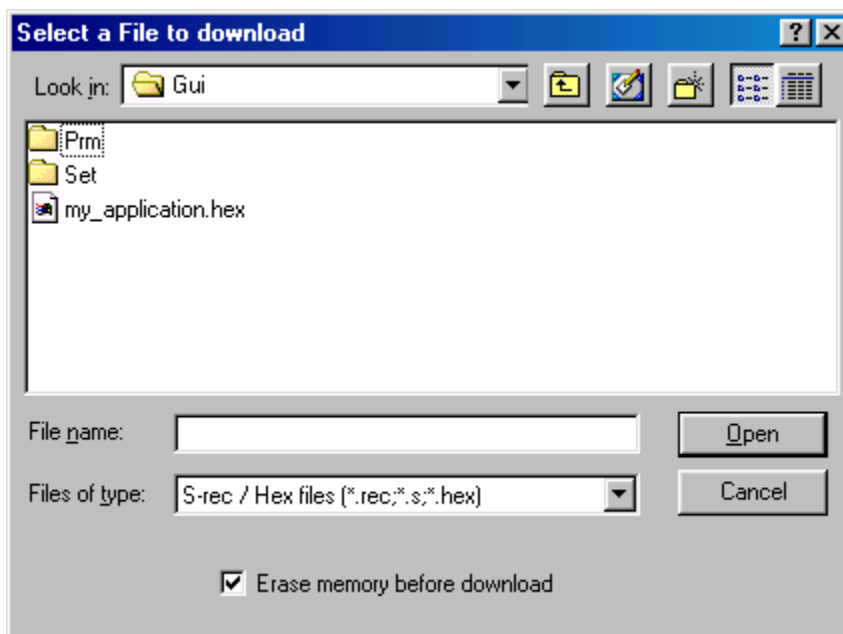 Select a File to download
Look in: Gui
Prm
Set
my_application.hex
File name:
Open
Files of type: S-rec / Hex files (*.rec;*.s;*.hex)
Cancel
Erase memory before download